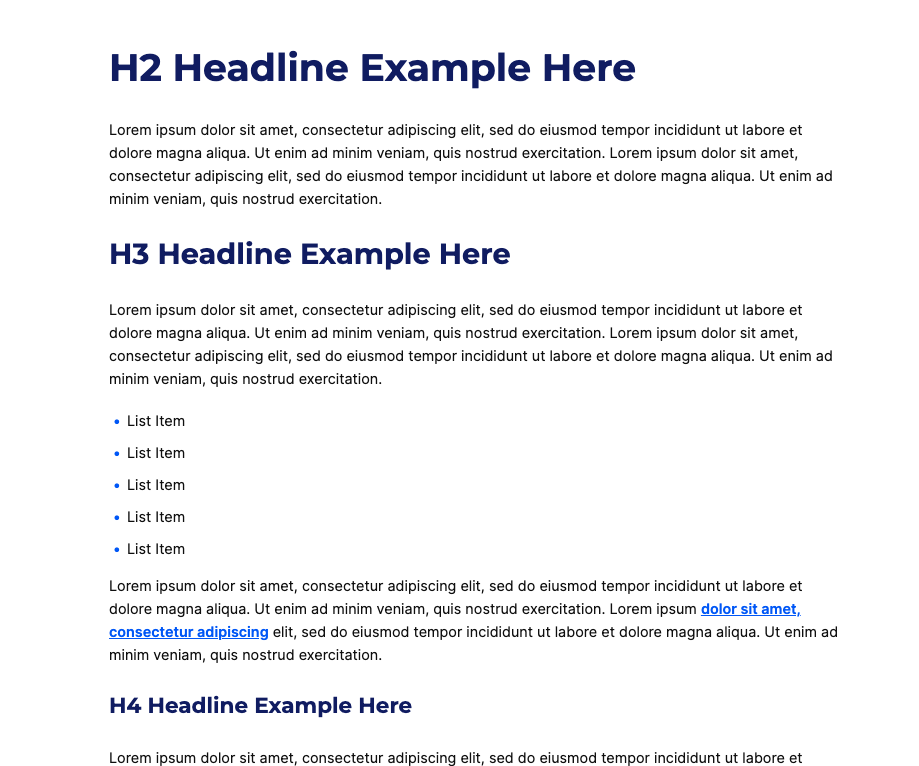 H2 Headline Example Here
Lorem ipsum dolor sit amet, consectetur adipiscing elit, sed do eiusmod tempor incididunt ut labore et
dolore magna aliqua. Ut enim ad minim veniam, quis nostrud exercitation. Lorem ipsum dolor sit amet,
consectetur adipiscing elit, sed do eiusmod tempor incididunt ut labore et dolore magna aliqua. Ut enim ad
minim veniam, quis nostrud exercitation.
H3 Headline Example Here
Lorem ipsum dolor sit amet, consectetur adipiscing elit, sed do eiusmod tempor incididunt ut labore et
dolore magna aliqua. Ut enim ad minim veniam, quis nostrud exercitation. Lorem ipsum dolor sit amet,
consectetur adipiscing elit, sed do eiusmod tempor incididunt ut labore et dolore magna aliqua. Ut enim ad
minim veniam, quis nostrud exercitation.
• List Item
• List Item
• List Item
• List Item
• List Item
Lorem ipsum dolor sit amet, consectetur adipiscing elit, sed do eiusmod tempor incididunt ut labore et
dolore magna aliqua. Ut enim ad minim veniam, quis nostrud exercitation. Lorem ipsum dolor sit amet,
consectetur adipiscing elit, sed do eiusmod tempor incididunt ut labore et dolore magna aliqua. Ut enim ad
minim veniam, quis nostrud exercitation.
H4 Headline Example Here
Lorem ipsum dolor sit amet, consectetur adipiscing elit, sed do eiusmod tempor incididunt ut labore et